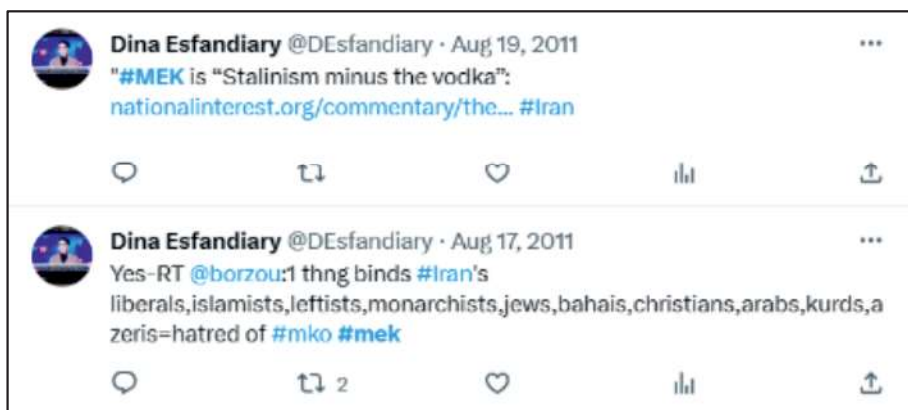 Dina Esfandiary @DEsfandiary · Aug 19, 2011
"#MEK is “Stalinism minus the vodka”:
nationalinterest.org/commentary/the... #Iran
Dina Esfandiary @DEsfandiary · Aug 17, 2011
Yes-RT @borzou:1 thng binds #Iran's
liberals,islamists,leftists,monarchists,jews,bahais,christians,arabs,kurds,a
zeris=hatred of #mko #mek
2